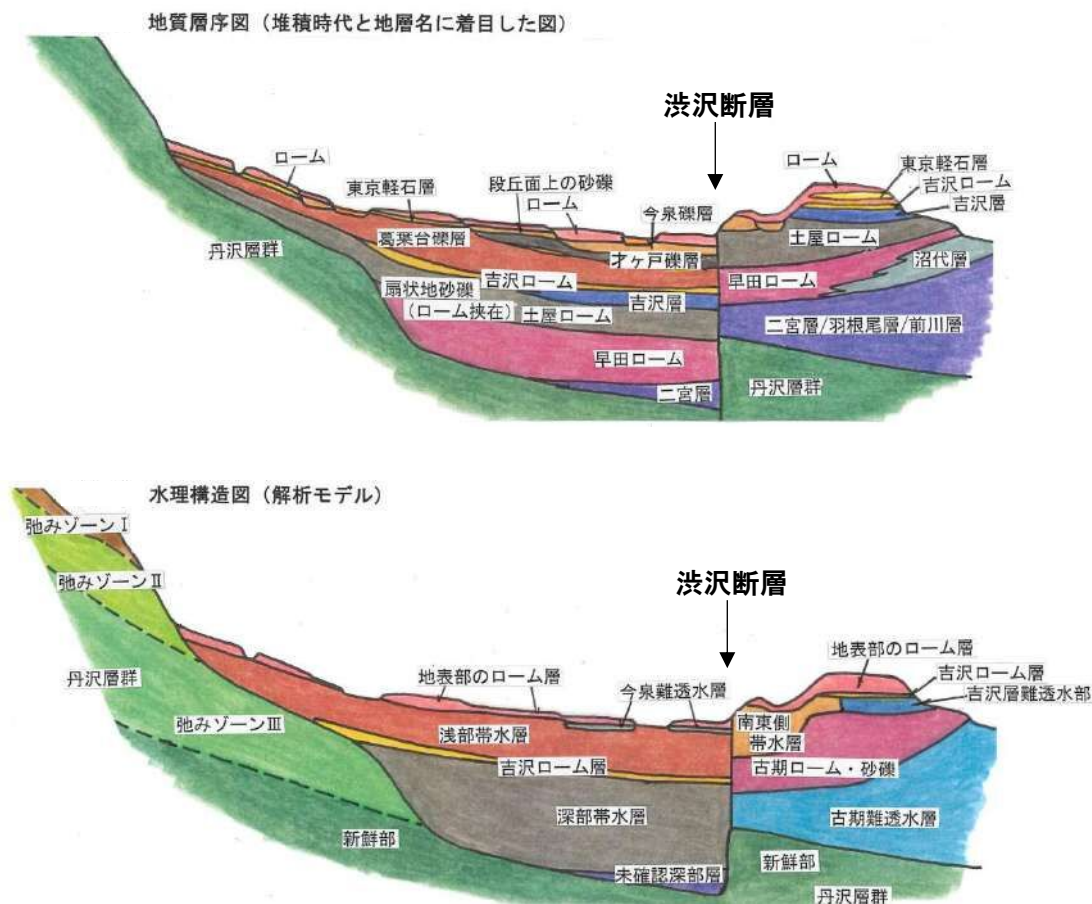 地質層序図（堆積時代と地層名に着目した図）
渋沢断層
ローム
東京軽石層
段丘面上の砂礫
ローム
今泉礫層
ローム
東京軽石層
吉沢ローム
吉沢層
丹沢層群
葛葉台礫層
才ヶ戸礫層
土屋ローム
扇状地砂礫
（ローム挟在）
吉沢ローム
吉沢層
土屋ローム
早田ローム
沼代層
二宮層/羽根尾層/前川層
早田ローム
二宮層
丹沢層群
水理構造図（解析モデル）
弛みゾーンⅠ
弛みゾーンⅡ
渋沢断層
丹沢層群
弛みゾーンⅢ
地表部のローム層
今泉難透水層
地表部のローム層
吉沢ローム層
吉沢層難透水部
浅部帯水層
南東側
帯水層
吉沢ローム層
古期ローム・砂礫
深部帯水層
古期難透水層
新鮮部
未確認深部層
新鮮部
丹沢層群